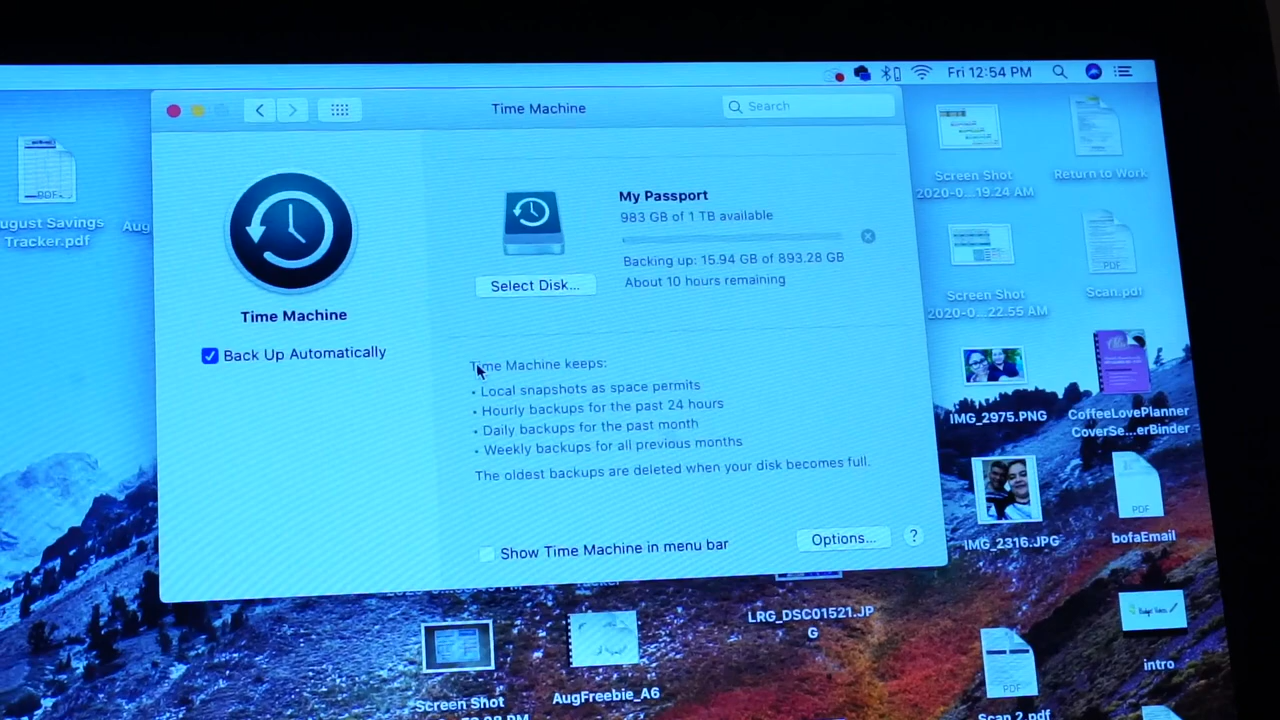 Fri 12:54 PM
Time Machine
Search
My Passport
983 GB of 1 TB available
Backing up: 15.94 GB of 893.28 GB
About 10 hours remaining
Select Disk...
Time Machine
Back Up Automatically
Time Machine keeps:
• Local snapshots as space permits
• Hourly backups for the past 24 hours
• Daily backups for the past month
• Weekly backups for all previous months
The oldest backups are deleted when your disk becomes full.
Show Time Machine in menu bar
Options...
?
PDF
ugust Savings
Tracker.pdf
Aug
Screen Shot
2020-0...19.24 AM
Return to Work
Screen Shot
2020-0...22.55 AM
PDF
Scan.pdf
IMG_2975.PNG
CoffeeLovePlanner
CoverSe...erBinder
IMG_2316.JPG
PDF
bofaEmail
LRG_DSC01521.JP
G
intro
Screen Shot
AugFreebie_A6
PDF
Scan 2.pdf